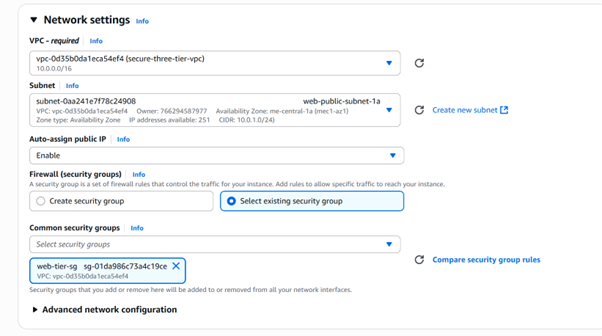 Network settings Info
VPC - required Info
vpc-0d35b0da1eca54ef4 (secure-three-tier-vpc)
10.0.0.0/16
Subnet Info
subnet-0aa241e7f78c24908 web-public-subnet-1a
VPC: vpc-0d35b0da1eca54ef4 Owner: 766294587977 Availability Zone: me-central-1a (mec1-az1)
Zone type: Availability Zone IP addresses available: 251 CIDR: 10.0.1.0/24)
Create new subnet
Auto-assign public IP Info
Enable
Firewall (security groups) Info
A security group is a set of firewall rules that control the traffic for your instance. Add rules to allow specific traffic to reach your instance.
Create security group
Select existing security group
Common security groups Info
Select security groups
web-tier-sg sg-01da986c73a4c19ce
VPC: vpc-0d35b0da1eca54ef4
Compare security group rules
Security groups that you add or remove here will be added to or removed from all your network interfaces.
Advanced network configuration